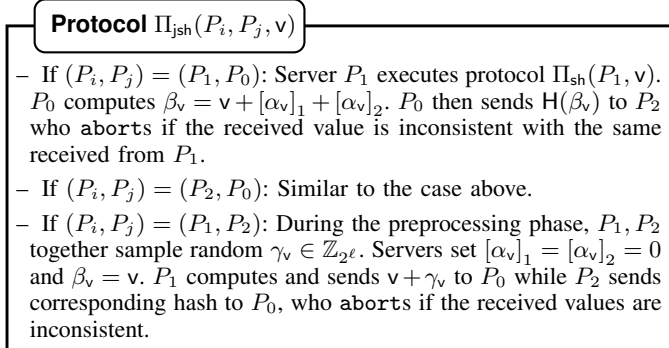 Protocol Π_jsh(P_i, P_j, v)
– If (P_i, P_j) = (P_1, P_0): Server P_1 executes protocol Π_sh(P_1, v).
P_0 computes β_v = v + [α_v]_1 + [α_v]_2. P_0 then sends H(β_v) to P_2
who aborts if the received value is inconsistent with the same
received from P_1.
– If (P_i, P_j) = (P_2, P_0): Similar to the case above.
– If (P_i, P_j) = (P_1, P_2): During the preprocessing phase, P_1, P_2
together sample random γ_v ∈ ℤ_{2^ℓ}. Servers set [α_v]_1 = [α_v]_2 = 0
and β_v = v. P_1 computes and sends v + γ_v to P_0 while P_2 sends
corresponding hash to P_0, who aborts if the received values are
inconsistent.